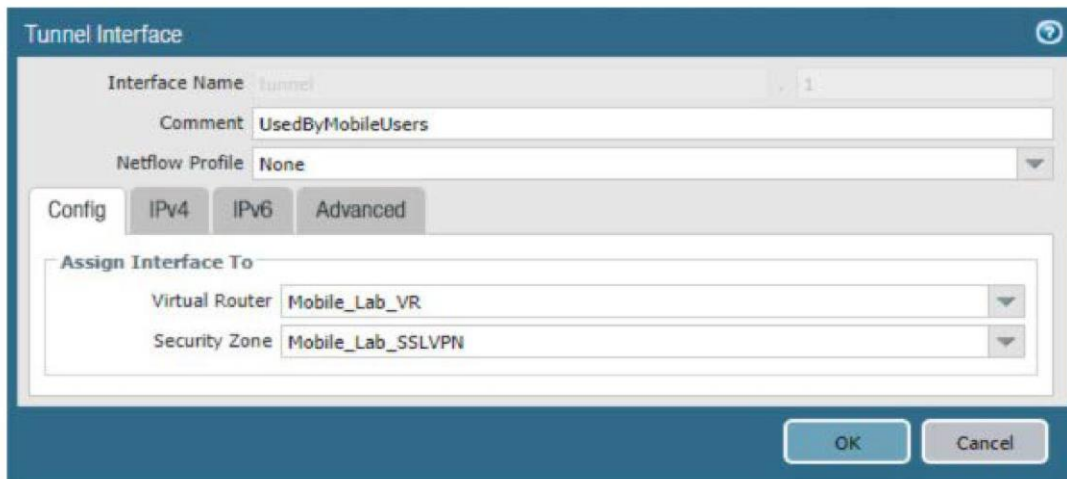 Tunnel Interface
Interface Name tunnel . 1
Comment UsedByMobileUsers
Netflow Profile None
Config IPv4 IPv6 Advanced
Assign Interface To
Virtual Router Mobile_Lab_VR
Security Zone Mobile_Lab_SSLVPN
OK Cancel